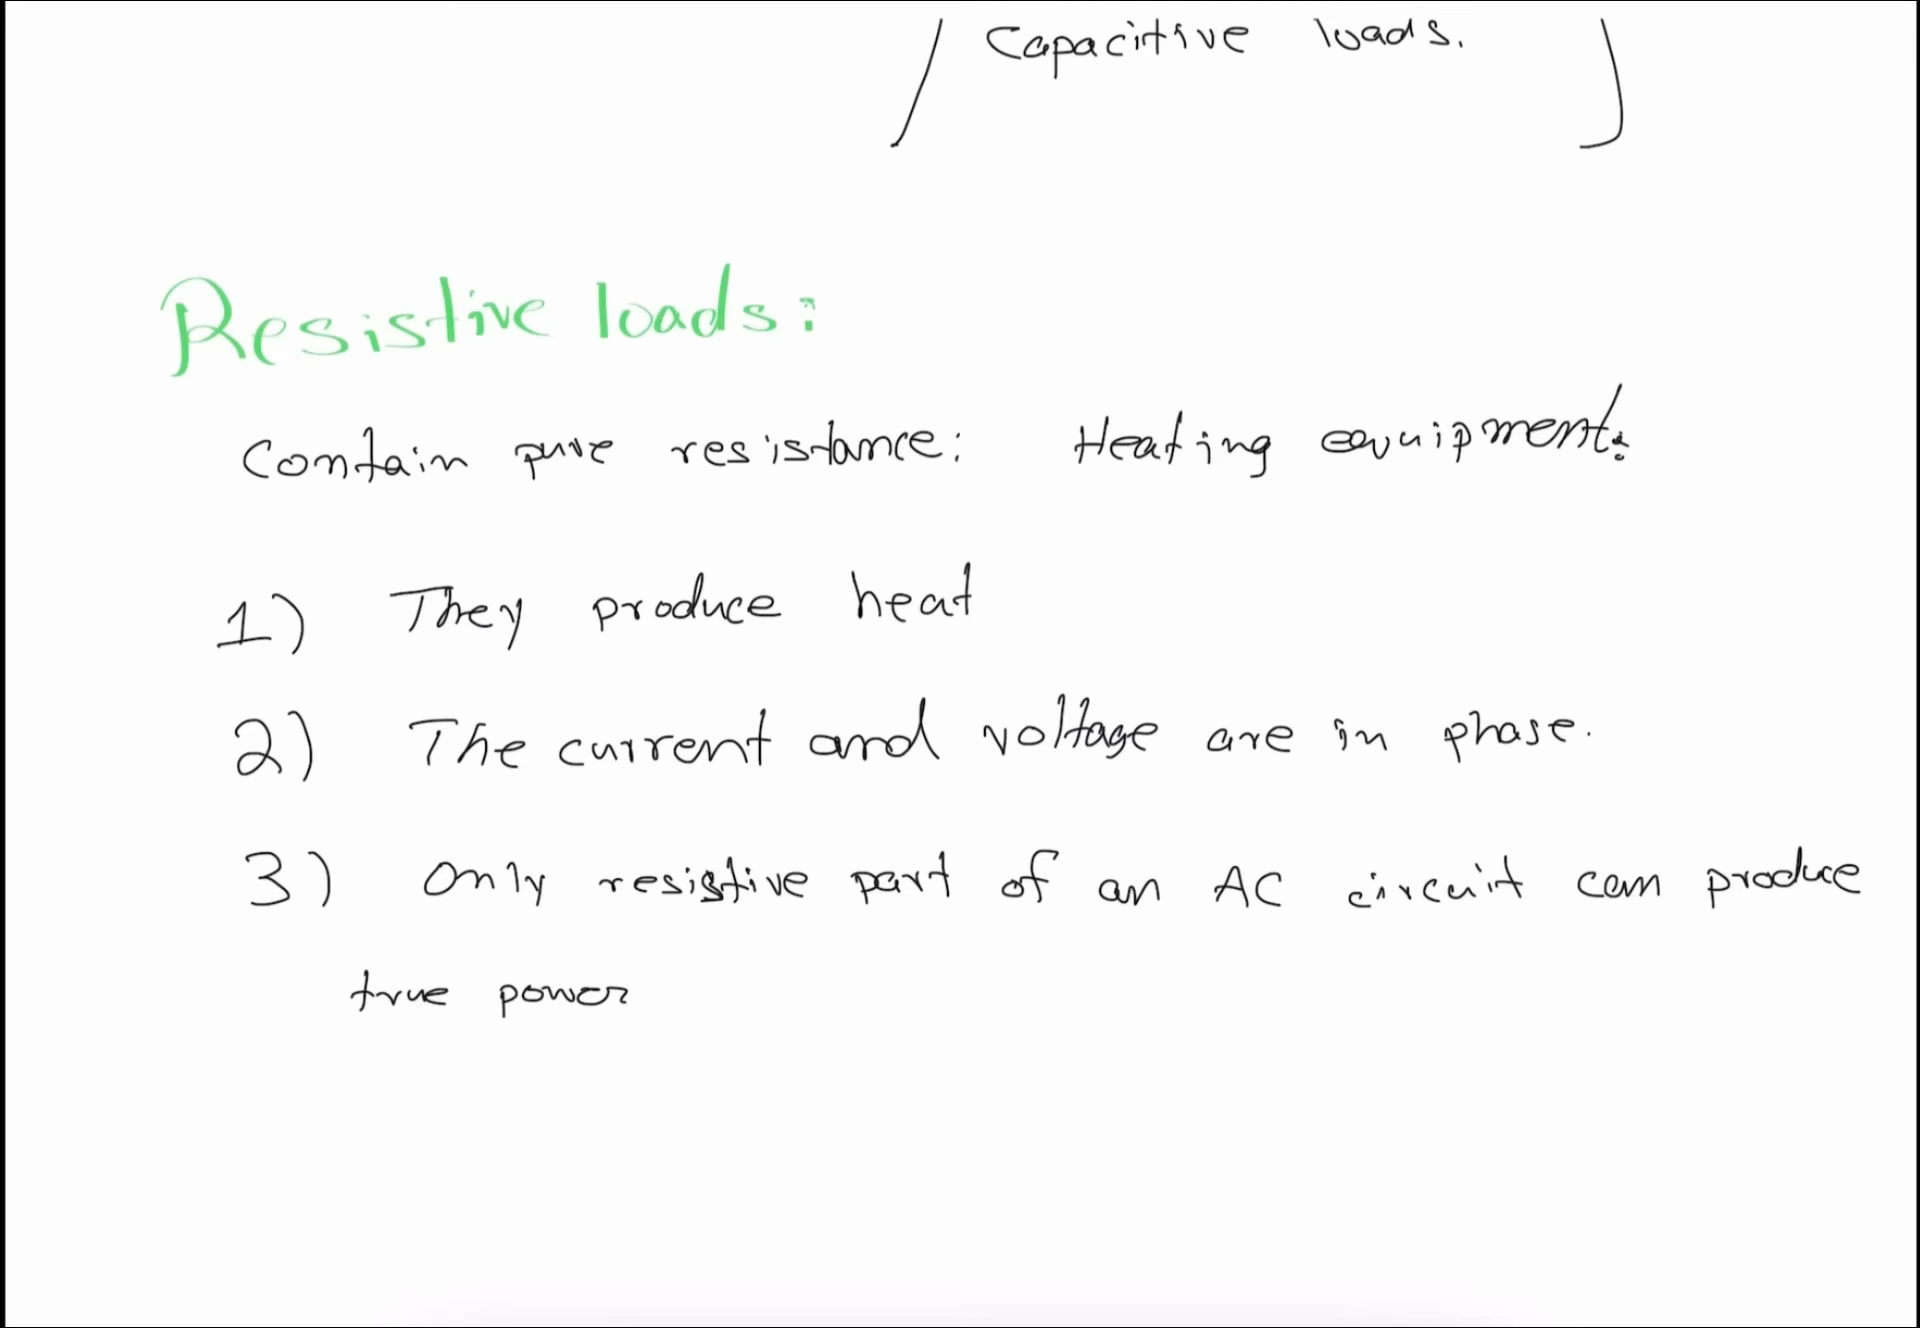 Capacitive loads.
Resistive loads:
Contain pure resistance: Heating equipment.
1) They produce heat
2) The current and voltage are in phase.
3) Only resistive part of an AC circuit can produce
true power